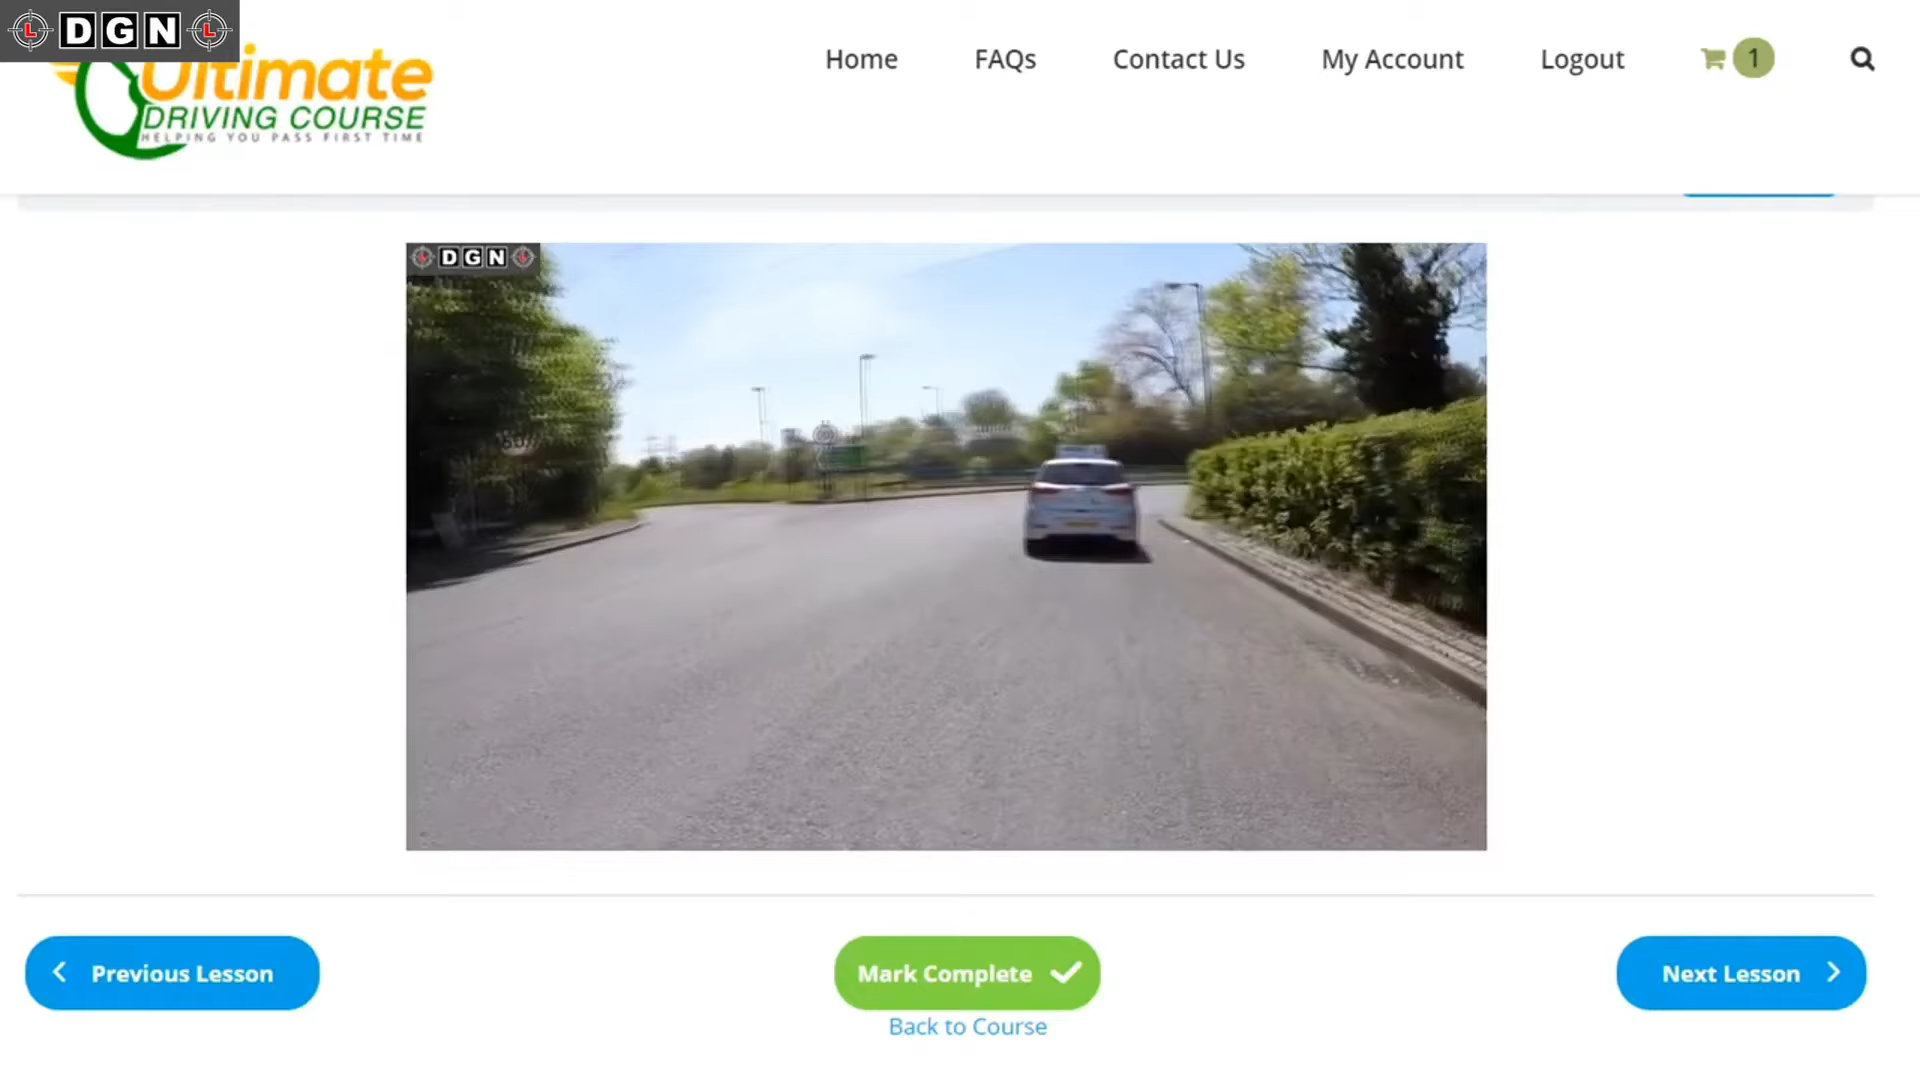 DGN
Ultimate
DRIVING COURSE
HELPING YOU PASS FIRST TIME
Home FAQs Contact Us My Account Logout 1
DGN
Previous Lesson Mark Complete Next Lesson
Back to Course